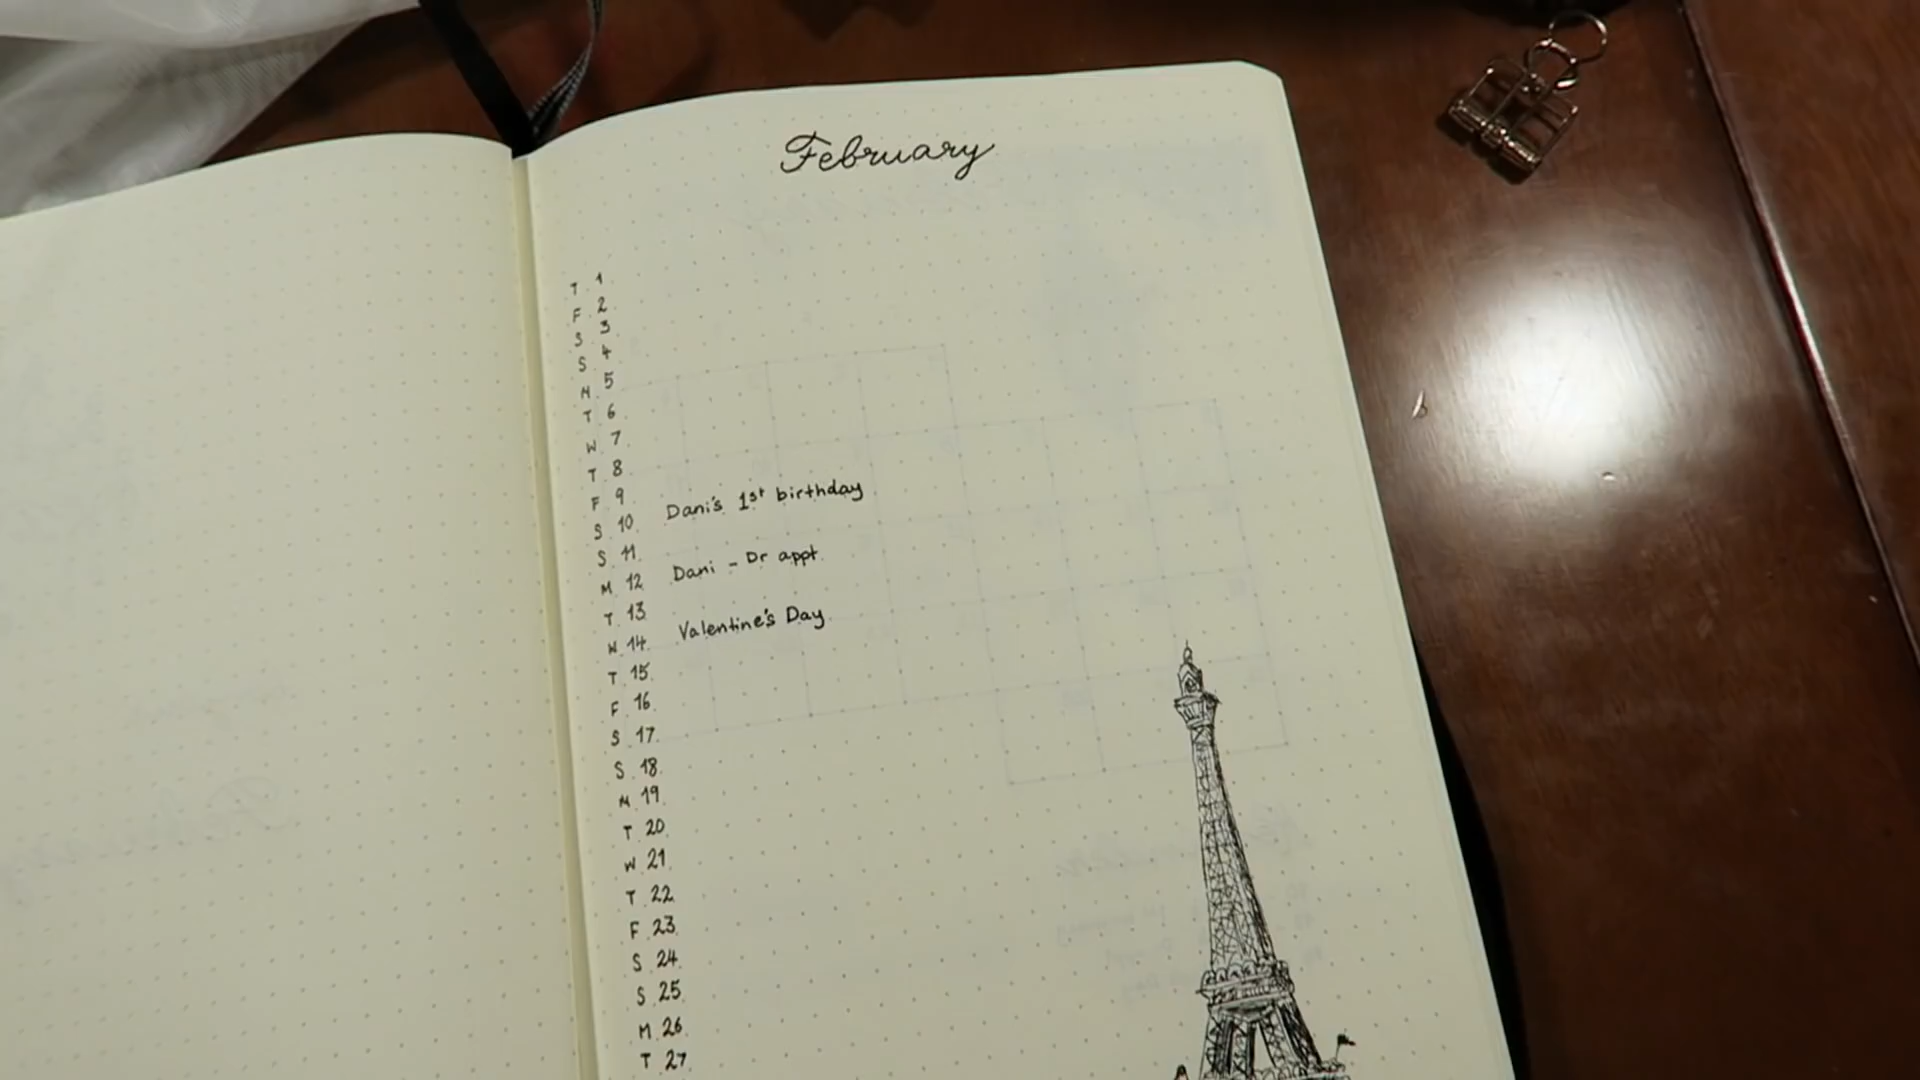 February
T 1
F 2
S 3
S 4
M 5
T 6
W 7
T 8
F 9
S 10 Dani's 1st birthday
S 11
M 12 Dani - Dr appt.
T 13
W 14 Valentine's Day
T 15
F 16
S 17
S 18
M 19
T 20
W 21
T 22
F 23
S 24
S 25
M 26
T 27